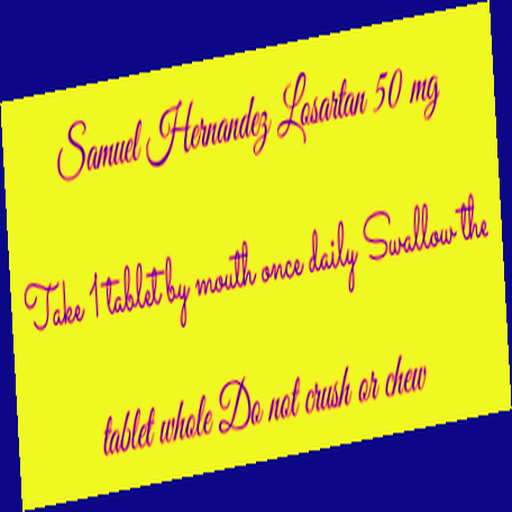 Samuel Hernandez Losartan 50 mg
Take 1 tablet by mouth once daily Swallow the
tablet whole Do not crush or chew